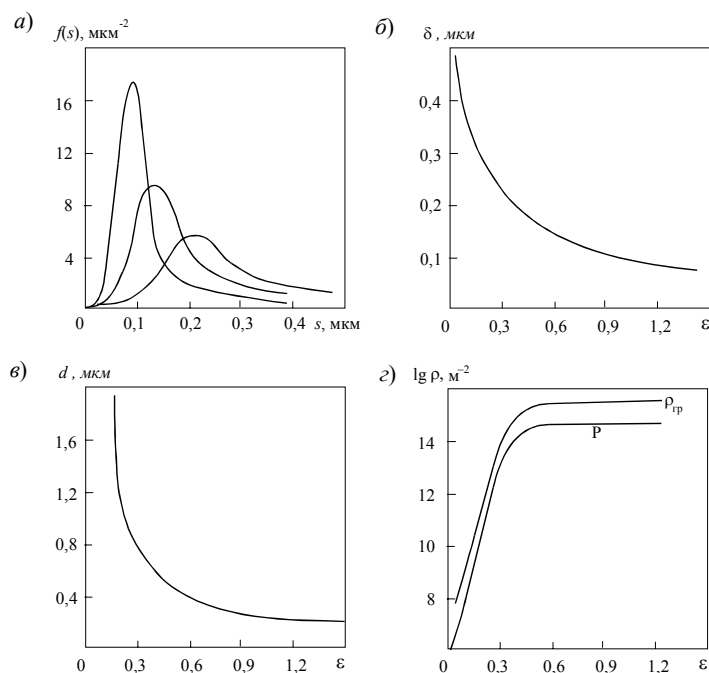 а)
f(s), мкм⁻²
16
12
8
4
0
0,1
0,2
s, мкм
0,3
0,4
б)
δ , мкм
0,4
0,3
0,2
0,1
0,3
0,6
0,9
1,2
ε
в)
d , мкм
1,6
1,2
0,8
0,4
0
0,3
0,6
0,9
1,2
ε
г)
lg ρ, м⁻²
14
12
10
8
ρгр
P
0
0,3
0,6
0,9
1,2
ε